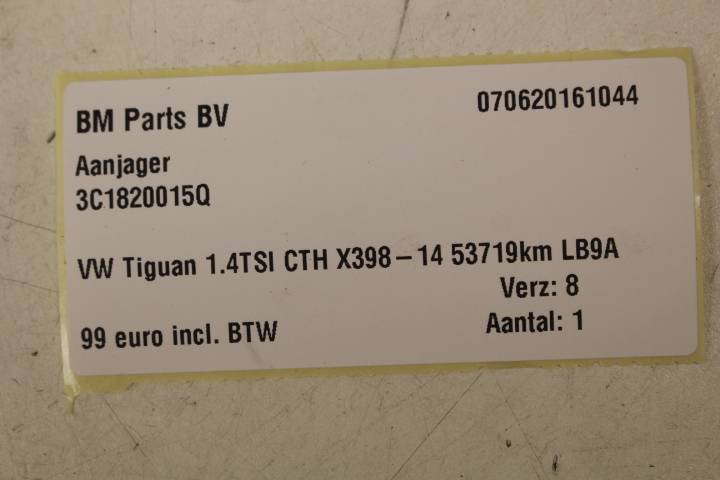 BM Parts BV 070620161044
Aanjager
3C1820015Q
VW Tiguan 1.4TSI CTH X398-14 53719km LB9A
Verz: 8
99 euro incl. BTW Aantal: 1